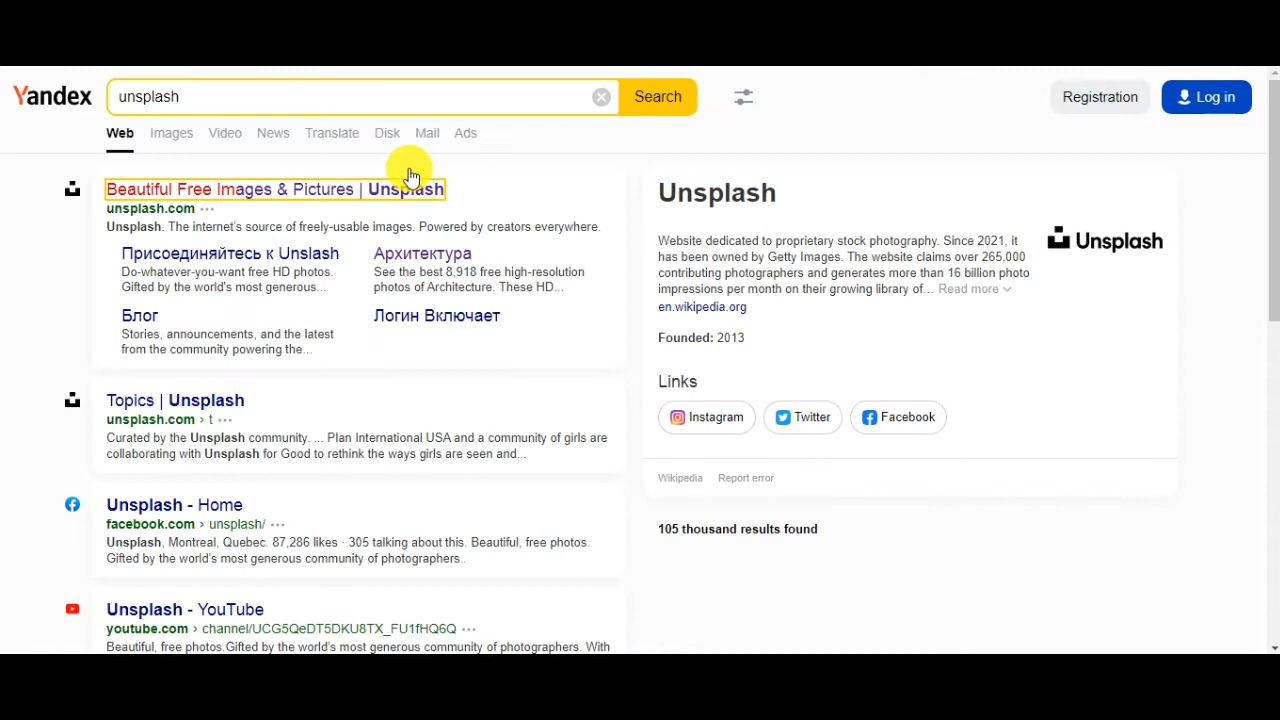 Yandex
unsplash
Search
Registration
Log in
Web Images Video News Translate Disk Mail Ads
Beautiful Free Images & Pictures | Unsplash
unsplash.com ···
Unsplash. The internet's source of freely-usable images. Powered by creators everywhere.
Присоединяйтесь к Unslash
Do-whatever-you-want free HD photos.
Gifted by the world's most generous...
Архитектура
See the best 8,918 free high-resolution
photos of Architecture. These HD...
Блог
Stories, announcements, and the latest
from the community powering the...
Логин Включает
Topics | Unsplash
unsplash.com › t ···
Curated by the Unsplash community. ... Plan International USA and a community of girls are
collaborating with Unsplash for Good to rethink the ways girls are seen and...
Unsplash - Home
facebook.com › unsplash/ ···
Unsplash, Montreal, Quebec. 87,286 likes · 305 talking about this. Beautiful, free photos.
Gifted by the world's most generous community of photographers..
Unsplash - YouTube
youtube.com › channel/UCG5QeDT5DKU8TX_FU1fHQ6Q ···
Beautiful, free photos.Gifted by the world's most generous community of photographers. With
Unsplash
Website dedicated to proprietary stock photography. Since 2021, it
has been owned by Getty Images. The website claims over 265,000
contributing photographers and generates more than 16 billion photo
impressions per month on their growing library of... Read more
en.wikipedia.org
Unsplash
Founded: 2013
Links
Instagram Twitter Facebook
Wikipedia Report error
105 thousand results found